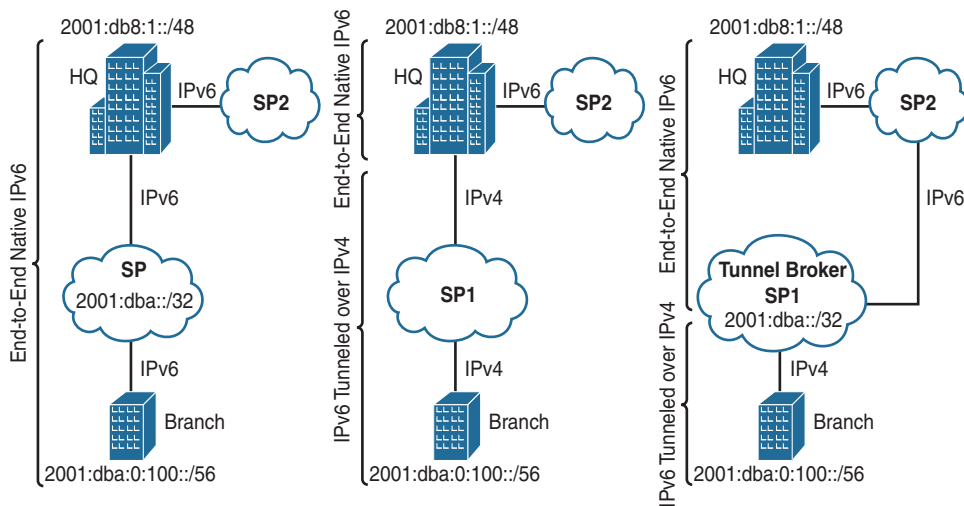 End-to-End Native IPv6
2001:db8:1::/48
HQ
IPv6
SP2
IPv6
SP
2001:dba::/32
IPv6
Branch
2001:dba:0:100::/56
End-to-End Native IPv6
IPv6 Tunneled over IPv4
2001:db8:1::/48
HQ
IPv6
SP2
IPv4
SP1
IPv4
Branch
2001:dba:0:100::/56
End-to-End Native IPv6
IPv6 Tunneled over IPv4
2001:db8:1::/48
HQ
IPv6
SP2
IPv6
Tunnel Broker
SP1
2001:dba::/32
IPv4
Branch
2001:dba:0:100::/56